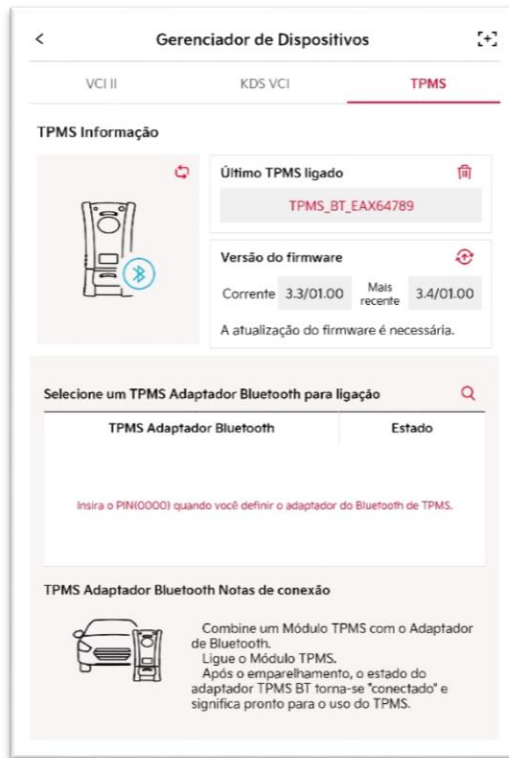 Gerenciador de Dispositivos
VCI II
KDS VCI
TPMS
TPMS Informação
Último TPMS ligado
TPMS_BT_EAX64789
Versão do firmware
Corrente 3.3/01.00 Mais recente 3.4/01.00
A atualização do firmware é necessária.
Selecione um TPMS Adaptador Bluetooth para ligação
TPMS Adaptador Bluetooth Estado
Insira o PIN(0000) quando você definir o adaptador do Bluetooth de TPMS.
TPMS Adaptador Bluetooth Notas de conexão
Combine um Módulo TPMS com o Adaptador
de Bluetooth.
Ligue o Módulo TPMS.
Após o emparelhamento, o estado do
adaptador TPMS BT torna-se "conectado" e
significa pronto para o uso do TPMS.